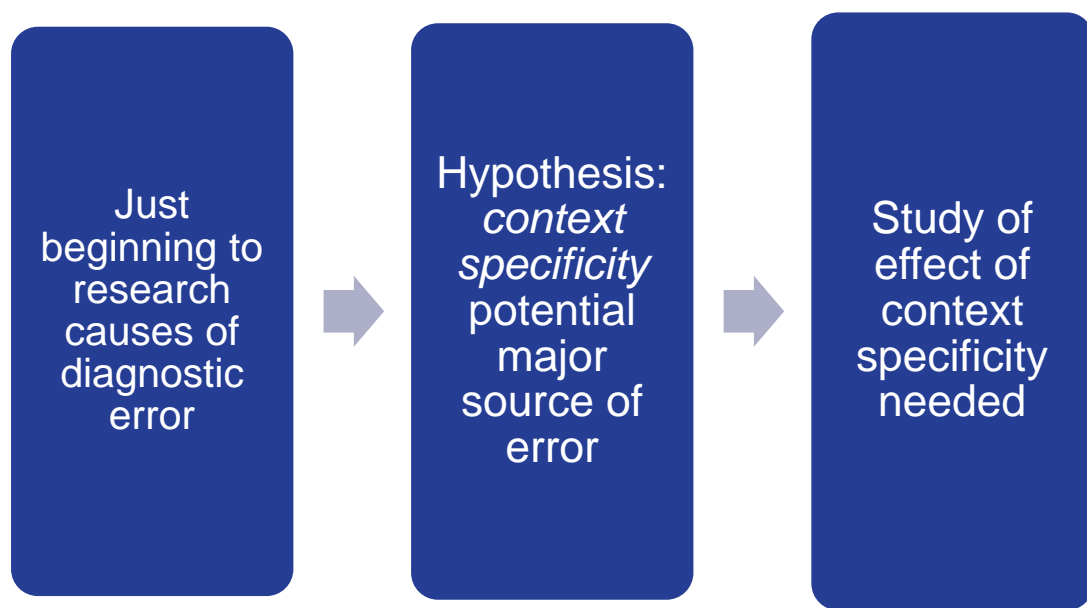 Just
beginning to
research
causes of
diagnostic
error
Hypothesis:
context
specificity
potential
major
source of
error
Study of
effect of
context
specificity
needed